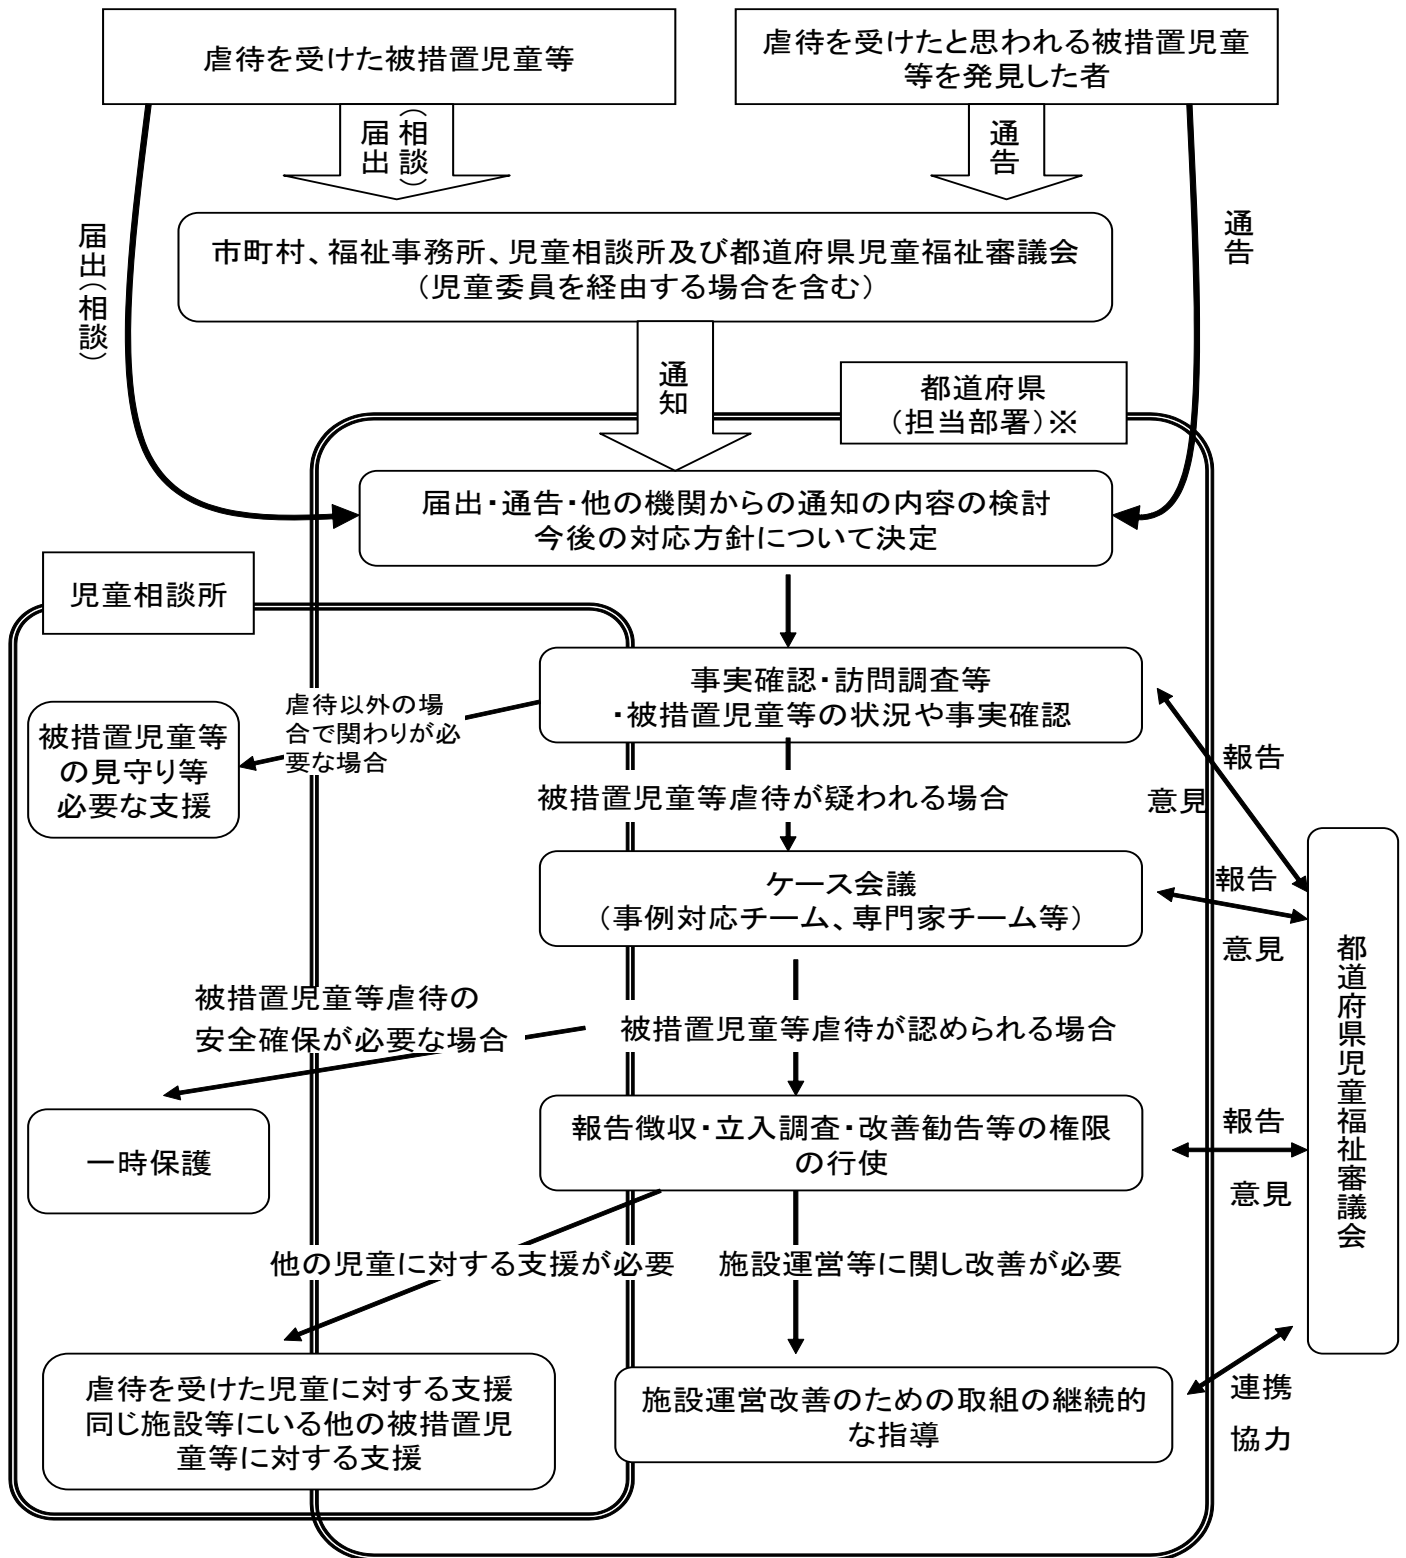 虐待を受けた被措置児童等
虐待を受けたと思われる被措置児童
等を発見した者
届出
(相談)
通告
届出(相談)
通告
市町村、福祉事務所、児童相談所及び都道府県児童福祉審議会
(児童委員を経由する場合を含む)
通知
都道府県
(担当部署)※
届出・通告・他の機関からの通知の内容の検討
今後の対応方針について決定
児童相談所
事実確認・訪問調査等
・被措置児童等の状況や事実確認
虐待以外の場
合で関わりが必
要な場合
被措置児童等
の見守り等
必要な支援
報告
意見
被措置児童等虐待が疑われる場合
ケース会議
(事例対応チーム、専門家チーム等)
報告
意見
都道府県児童福祉審議会
被措置児童等虐待の
安全確保が必要な場合
被措置児童等虐待が認められる場合
一時保護
報告徴収・立入調査・改善勧告等の権限
の行使
報告
意見
他の児童に対する支援が必要
施設運営等に関し改善が必要
虐待を受けた児童に対する支援
同じ施設等にいる他の被措置児
童等に対する支援
施設運営改善のための取組の継続的
な指導
連携
協力